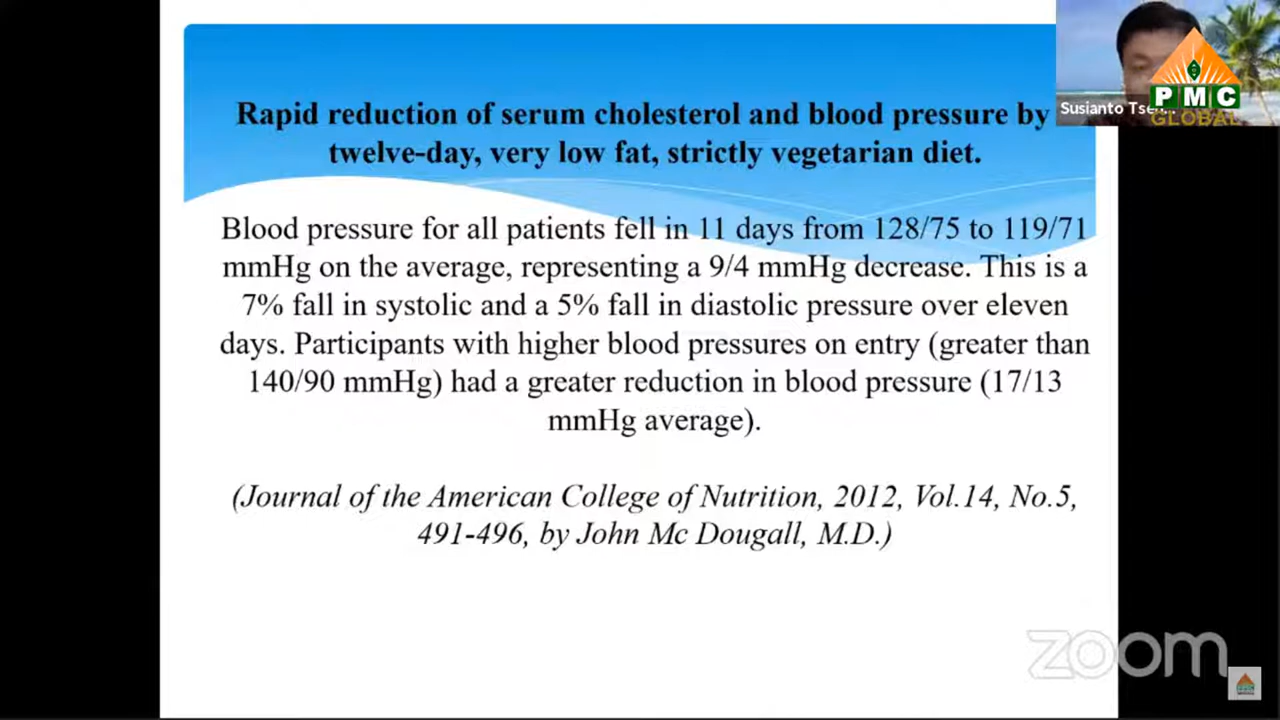 Rapid reduction of serum cholesterol and blood pressure by
twelve-day, very low fat, strictly vegetarian diet.
Blood pressure for all patients fell in 11 days from 128/75 to 119/71
mmHg on the average, representing a 9/4 mmHg decrease. This is a
7% fall in systolic and a 5% fall in diastolic pressure over eleven
days. Participants with higher blood pressures on entry (greater than
140/90 mmHg) had a greater reduction in blood pressure (17/13
mmHg average).
(Journal of the American College of Nutrition, 2012, Vol.14, No.5,
491-496, by John Mc Dougall, M.D.)
Susianto
PMC
GLOBAL
zoom